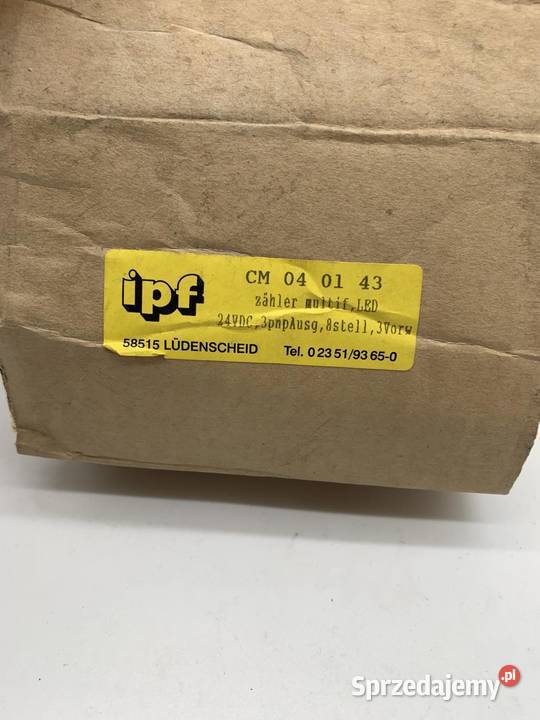 ipf
CM 04 01 43
zähler multif,LED
24VDC,3pnpAusg,8stell,3Vorw
58515 LÜDENSCHEID Tel. 0 23 51/93 65-0
Sprzedajemy.pl